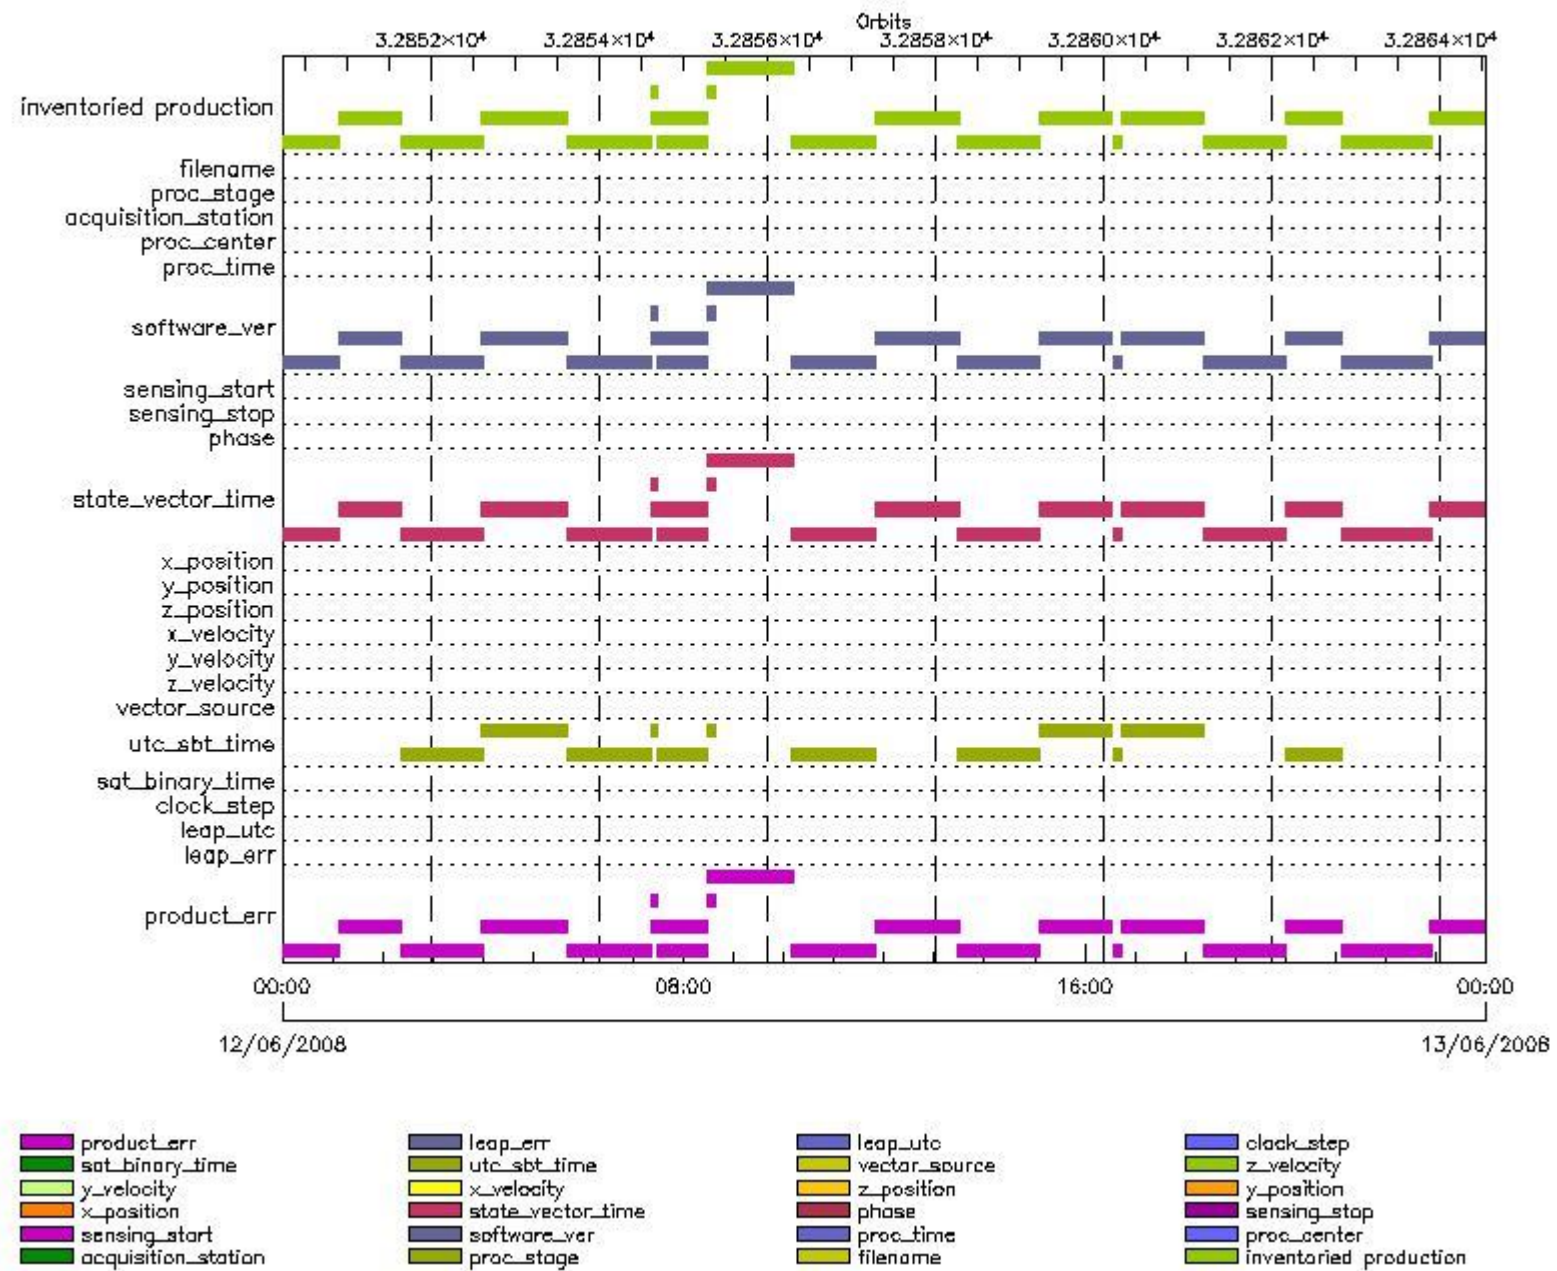 Orbits
3.2852×10⁴ 3.2854×10⁴ 3.2856×10⁴ 3.2858×10⁴ 3.2860×10⁴ 3.2862×10⁴ 3.2864×10⁴
inventoried production
filename
proc_stage
acquisition_station
proc_center
proc_time
software_ver
sensing_start
sensing_stop
phase
state_vector_time
x_position
y_position
z_position
x_velocity
y_velocity
z_velocity
vector_source
utc_sbt_time
sat_binary_time
clock_step
leap_utc
leap_err
product_err
00:00 08:00 16:00 00:00
12/06/2008 13/06/2008
product_err leap_err leap_utc clock_step
sat_binary_time utc_sbt_time vector_source z_velocity
y_velocity x_velocity z_position y_position
x_position state_vector_time phase sensing_stop
sensing_start software_ver proc_time proc_center
acquisition_station proc_stage filename inventoried production